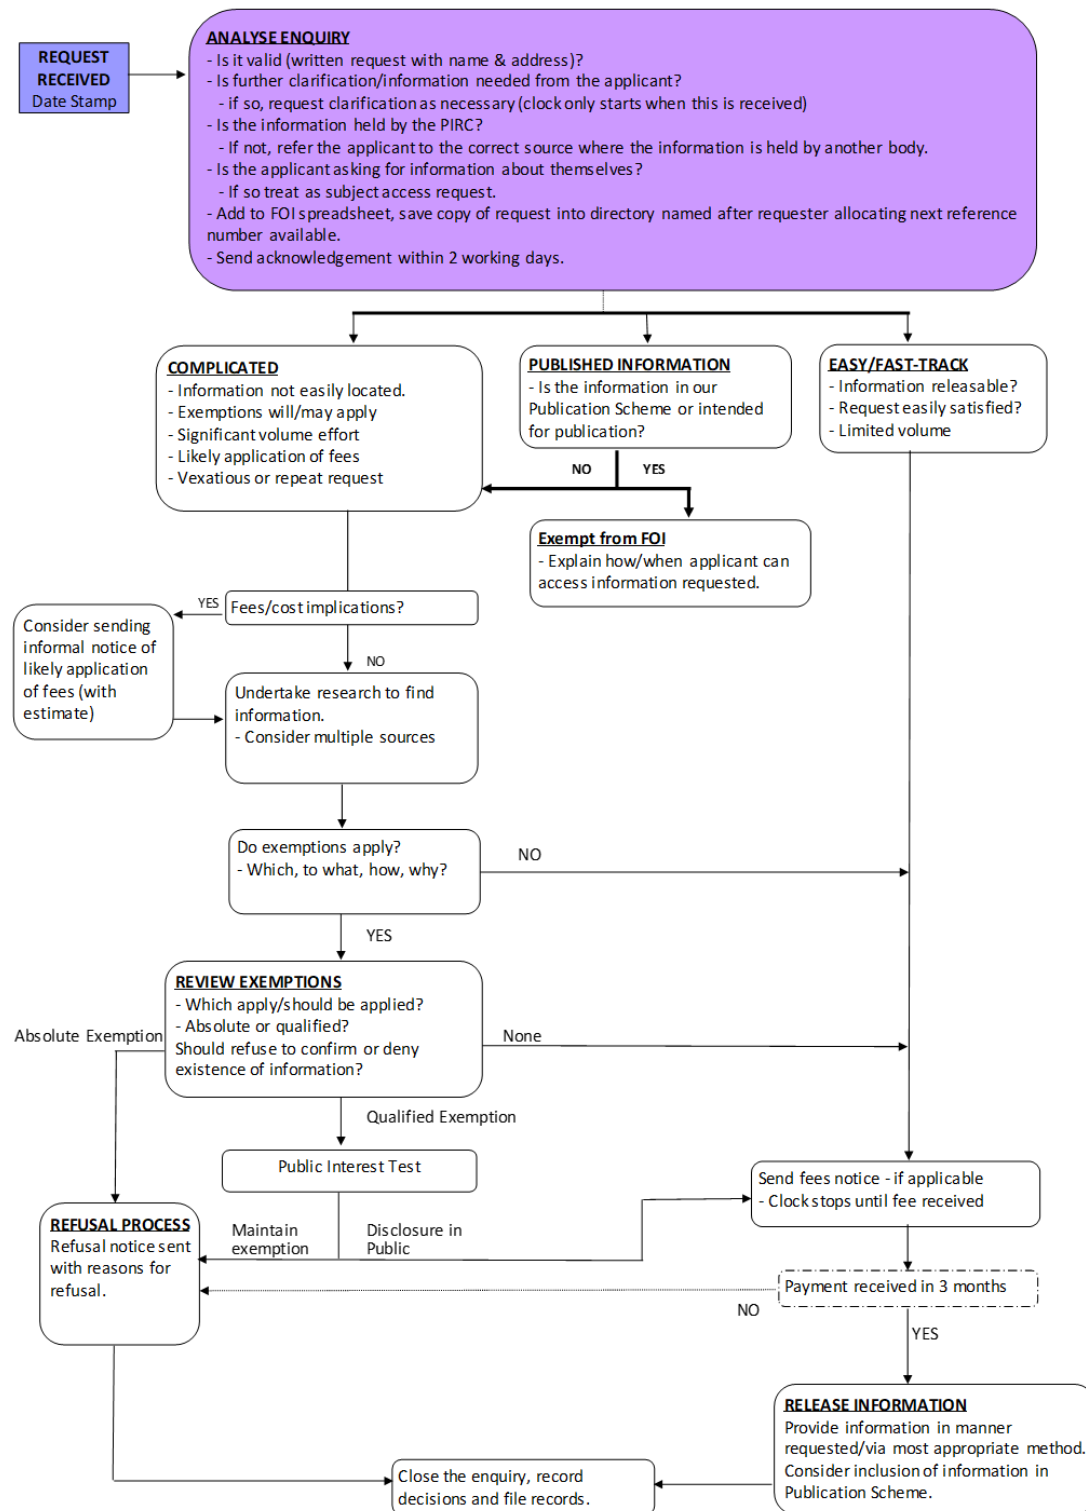 REQUEST
RECEIVED
Date Stamp
ANALYSE ENQUIRY
- Is it valid (written request with name & address)?
- Is further clarification/information needed from the applicant?
- if so, request clarification as necessary (clock only starts when this is received)
- Is the information held by the PIRC?
- If not, refer the applicant to the correct source where the information is held by another body.
- Is the applicant asking for information about themselves?
- If so treat as subject access request.
- Add to FOI spreadsheet, save copy of request into directory named after requester allocating next reference
number available.
- Send acknowledgement within 2 working days.
COMPLICATED
- Information not easily located.
- Exemptions will/may apply
- Significant volume effort
- Likely application of fees
- Vexatious or repeat request
PUBLISHED INFORMATION
- Is the information in our
Publication Scheme or intended
for publication?
EASY/FAST-TRACK
- Information releasable?
- Request easily satisfied?
- Limited volume
NO
YES
Exempt from FOI
- Explain how/when applicant can
access information requested.
YES
Fees/cost implications?
Consider sending
informal notice of
likely application
of fees (with
estimate)
NO
Undertake research to find
information.
- Consider multiple sources
Do exemptions apply?
- Which, to what, how, why?
NO
YES
REVIEW EXEMPTIONS
- Which apply/should be applied?
- Absolute or qualified?
Should refuse to confirm or deny
existence of information?
Absolute Exemption
None
Qualified Exemption
Public Interest Test
Send fees notice - if applicable
- Clock stops until fee received
REFUSAL PROCESS
Refusal notice sent
with reasons for
refusal.
Maintain
exemption
Disclosure in
Public
Payment received in 3 months
NO
YES
RELEASE INFORMATION
Provide information in manner
requested/via most appropriate method.
Consider inclusion of information in
Publication Scheme.
Close the enquiry, record
decisions and file records.